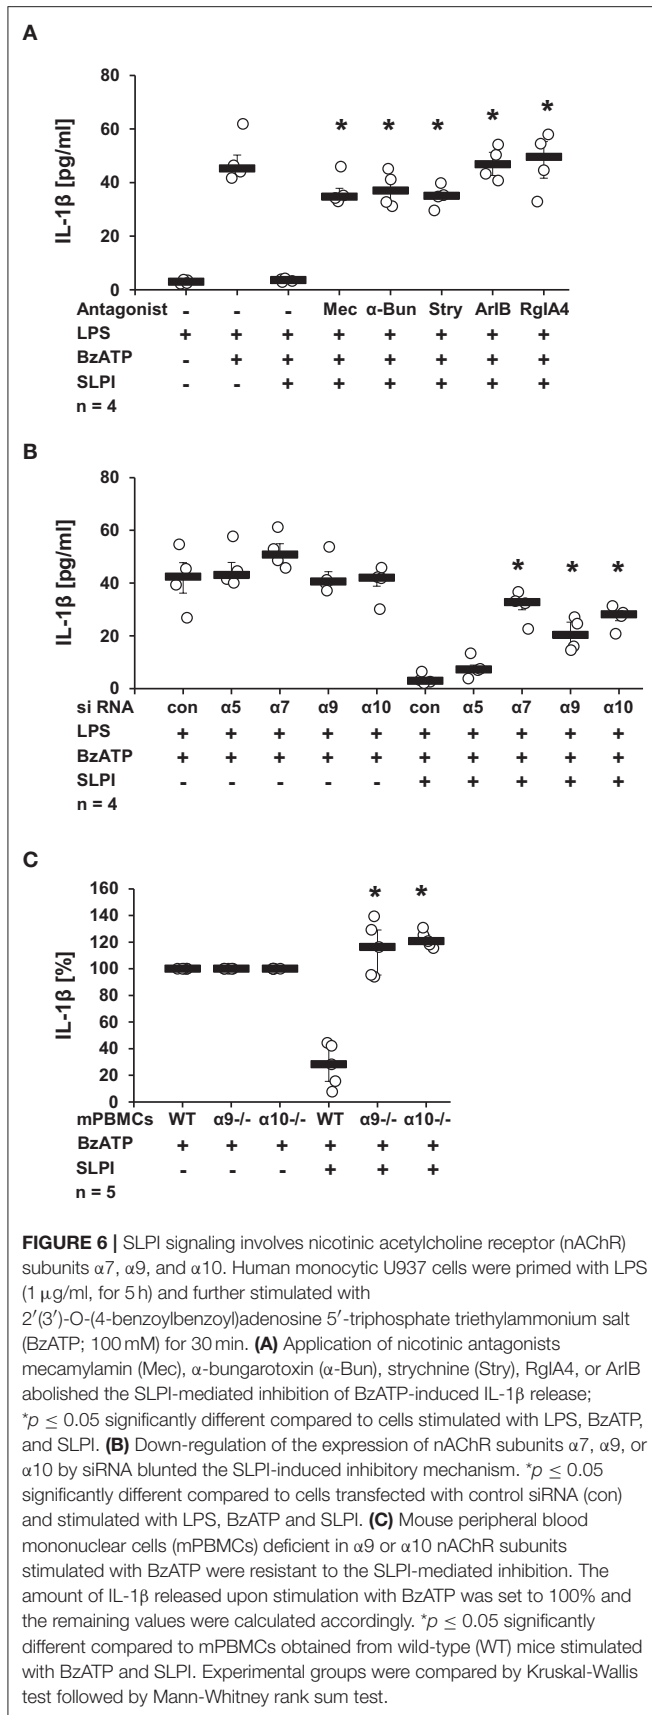 A
80
60
40
20
0
IL-1β [pg/ml]
* * * * *
Antagonist - - - Mec α-Bun Stry ArIB RgIA4
LPS + + + + + + + +
BzATP - + + + + + + +
SLPI - - + + + + + +
n = 4
B
80
60
40
20
0
IL-1β [pg/ml]
* * *
si RNA con α5 α7 α9 α10 con α5 α7 α9 α10
LPS + + + + + + + + + +
BzATP + + + + + + + + + +
SLPI - - - - - + + + + +
n = 4
C
160
140
120
100
80
60
40
20
0
IL-1β [%]
* *
mPBMCs WT α9-/- α10-/- WT α9-/- α10-/-
BzATP + + + + + +
SLPI - - - + + +
n = 5
FIGURE 6 | SLPI signaling involves nicotinic acetylcholine receptor (nAChR)
subunits α7, α9, and α10. Human monocytic U937 cells were primed with LPS
(1 μg/ml, for 5 h) and further stimulated with
2′(3′)-O-(4-benzoylbenzoyl)adenosine 5′-triphosphate triethylammonium salt
(BzATP; 100 mM) for 30 min. (A) Application of nicotinic antagonists
mecamylamin (Mec), α-bungarotoxin (α-Bun), strychnine (Stry), RgIA4, or ArIB
abolished the SLPI-mediated inhibition of BzATP-induced IL-1β release;
*p ≤ 0.05 significantly different compared to cells stimulated with LPS, BzATP,
and SLPI. (B) Down-regulation of the expression of nAChR subunits α7, α9, or
α10 by siRNA blunted the SLPI-induced inhibitory mechanism. *p ≤ 0.05
significantly different compared to cells transfected with control siRNA (con)
and stimulated with LPS, BzATP and SLPI. (C) Mouse peripheral blood
mononuclear cells (mPBMCs) deficient in α9 or α10 nAChR subunits
stimulated with BzATP were resistant to the SLPI-mediated inhibition. The
amount of IL-1β released upon stimulation with BzATP was set to 100% and
the remaining values were calculated accordingly. *p ≤ 0.05 significantly
different compared to mPBMCs obtained from wild-type (WT) mice stimulated
with BzATP and SLPI. Experimental groups were compared by Kruskal-Wallis
test followed by Mann-Whitney rank sum test.